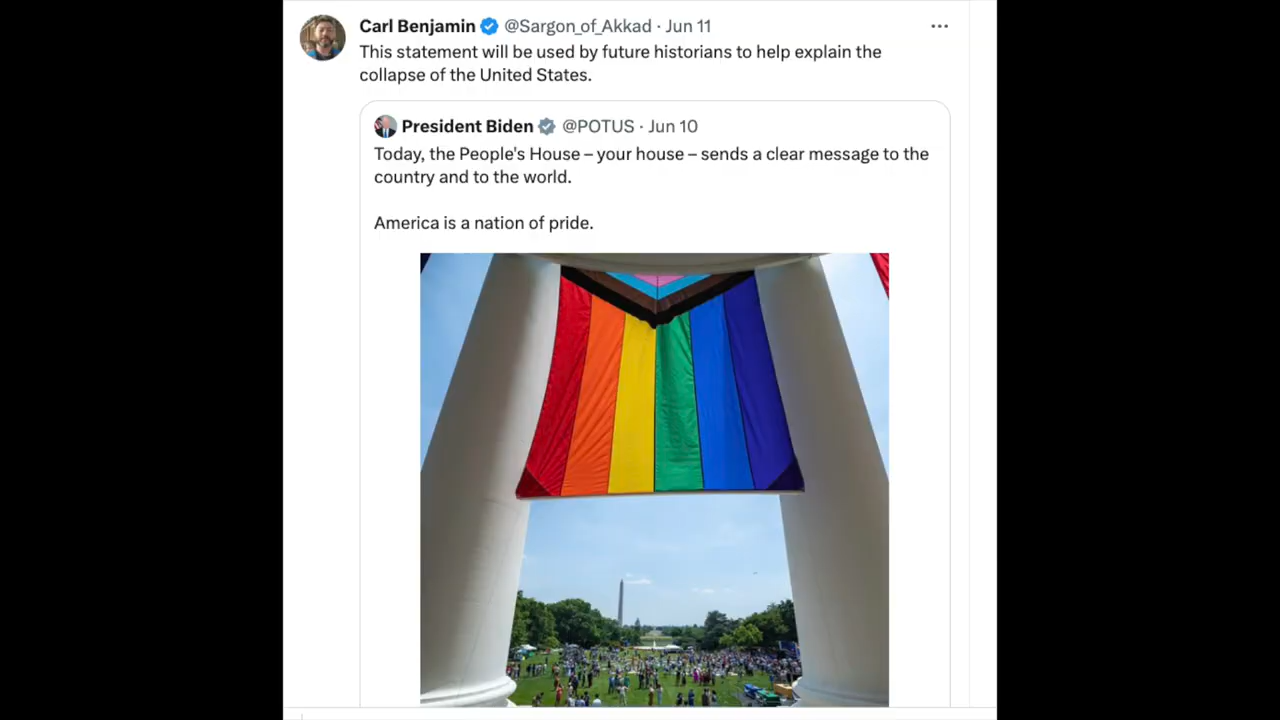 Carl Benjamin @Sargon_of_Akkad · Jun 11
This statement will be used by future historians to help explain the
collapse of the United States.
President Biden @POTUS · Jun 10
Today, the People's House – your house – sends a clear message to the
country and to the world.
America is a nation of pride.